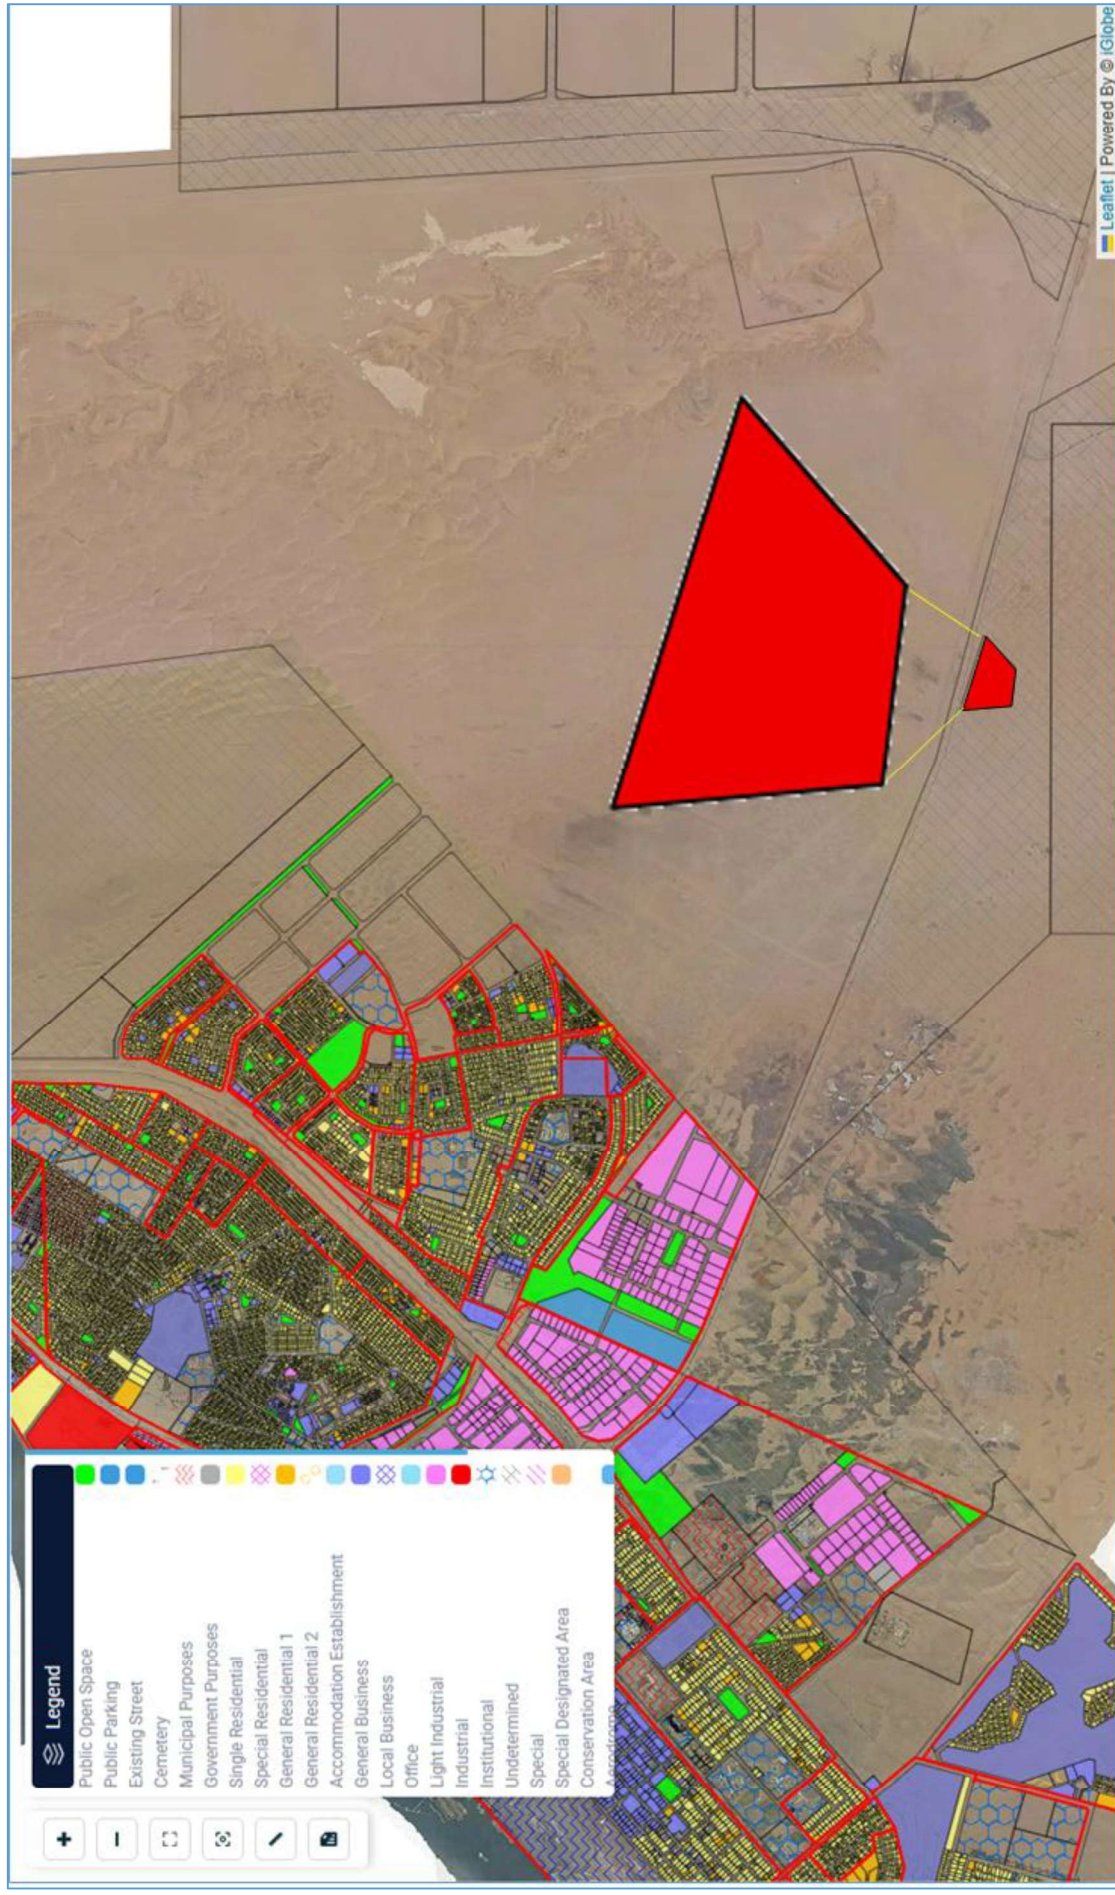 Legend
Public Open Space
Public Parking
Existing Street
Cemetery
Municipal Purposes
Government Purposes
Single Residential
Special Residential
General Residential 1
General Residential 2
Accommodation Establishment
General Business
Local Business
Office
Light Industrial
Industrial
Institutional
Undetermined
Special
Special Designated Area
Conservation Area
Leaflet | Powered By © iGlobe